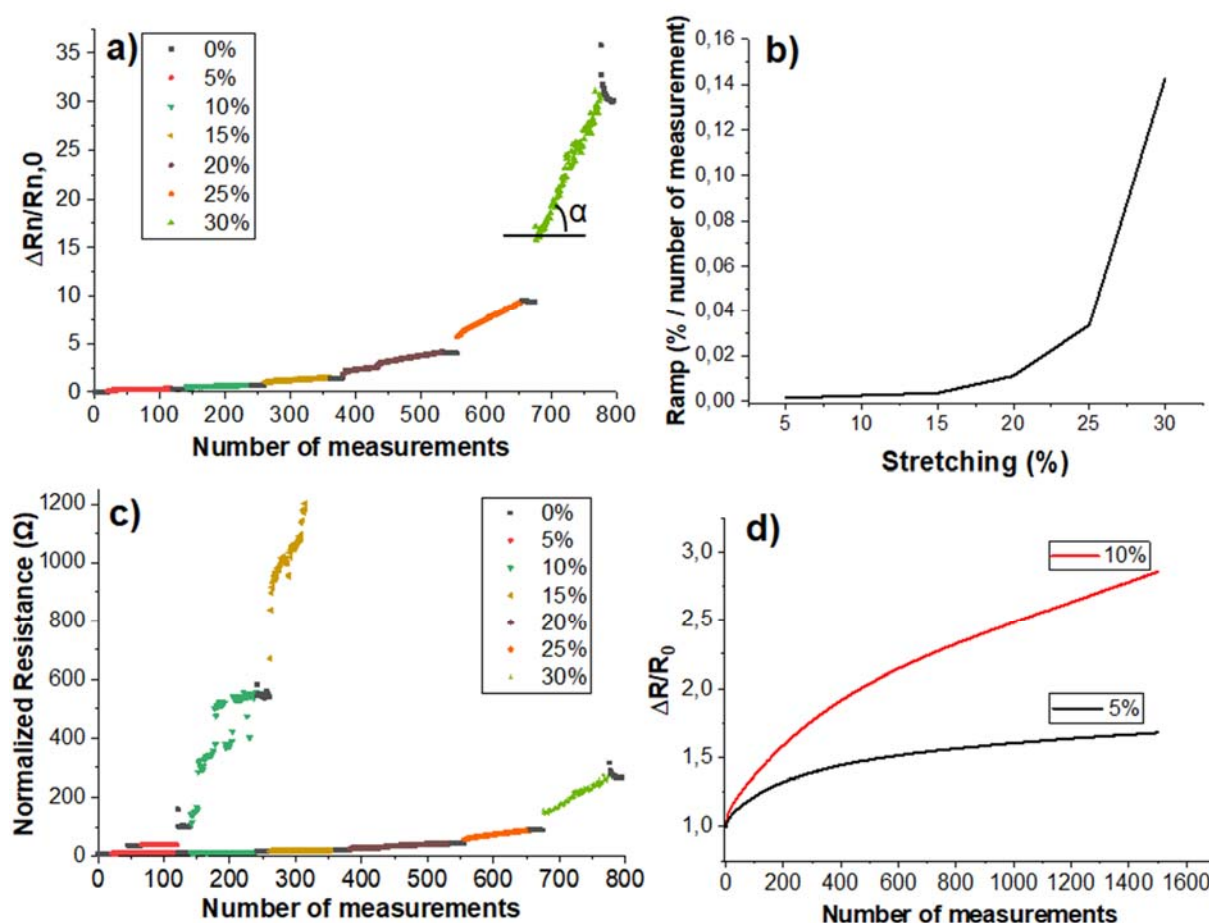 a)
0%
5%
10%
15%
20%
25%
30%
α
ΔRn/Rn,0
35
30
25
20
15
10
5
0
0 100 200 300 400 500 600 700 800
Number of measurements
b)
Ramp (% / number of measurement)
0,16
0,14
0,12
0,10
0,08
0,06
0,04
0,02
0,00
5 10 15 20 25 30
Stretching (%)
c)
0%
5%
10%
15%
20%
25%
30%
Normalized Resistance (Ω)
1200
1000
800
600
400
200
0
0 100 200 300 400 500 600 700 800
Number of measurements
d)
10%
5%
ΔR/R₀
3,0
2,5
2,0
1,5
1,0
0 200 400 600 800 1000 1200 1400 1600
Number of measurements